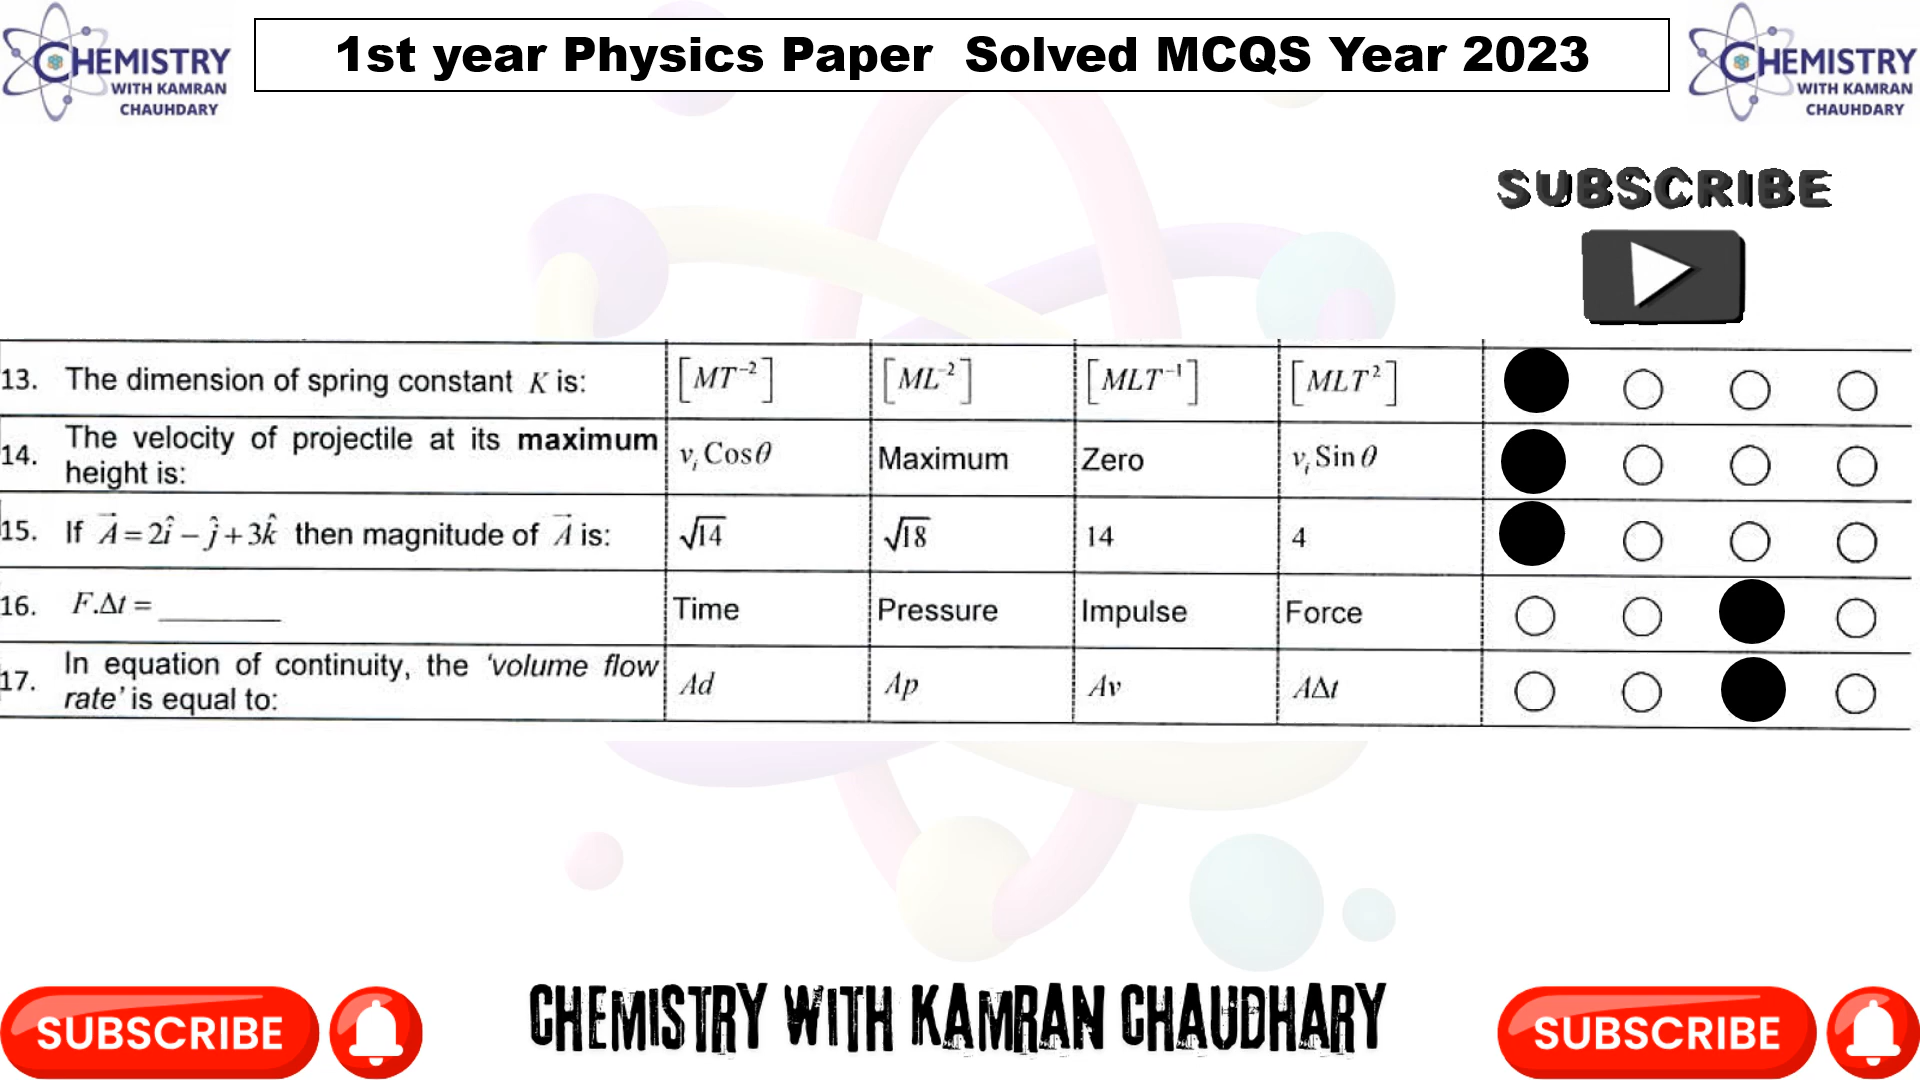 CHEMISTRY
WITH KAMRAN
CHAUHDARY
1st year Physics Paper Solved MCQS Year 2023
CHEMISTRY
WITH KAMRAN
CHAUHDARY
SUBSCRIBE
13. The dimension of spring constant K is: [MT⁻²] [ML⁻²] [MLT⁻¹] [MLT²]
14. The velocity of projectile at its maximum
height is: vᵢ Cosθ Maximum Zero vᵢ Sin θ
15. If A⃗ = 2î − ĵ + 3k̂ then magnitude of A⃗ is: √14 √18 14 4
16. F.Δt = ________ Time Pressure Impulse Force
17. In equation of continuity, the 'volume flow
rate' is equal to: Ad Ap Av AΔt
SUBSCRIBE
CHEMISTRY WITH KAMRAN CHAUDHARY
SUBSCRIBE